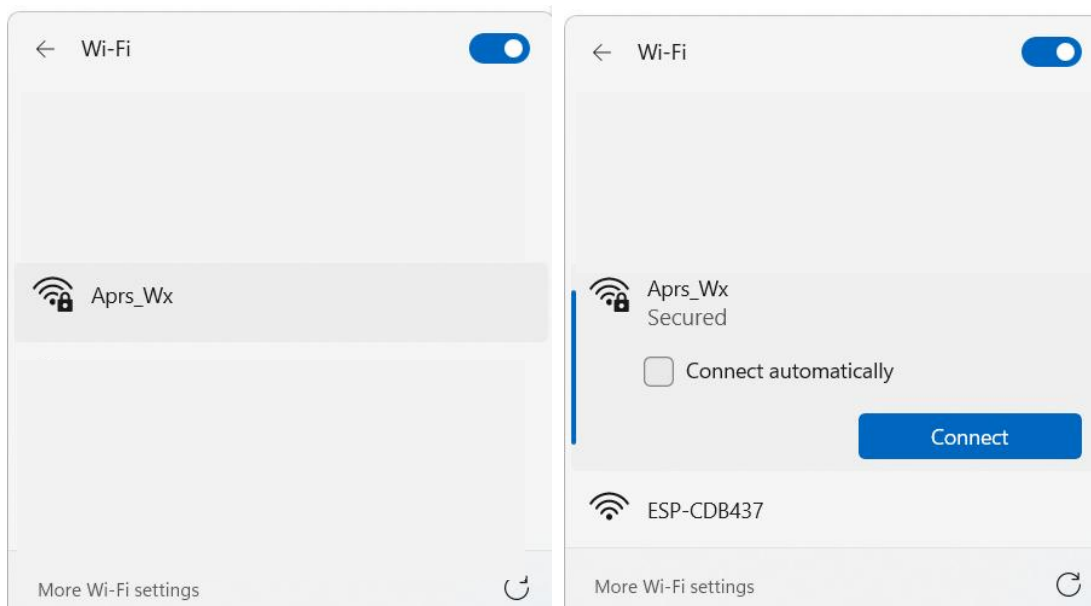 Wi-Fi
Aprs_Wx
More Wi-Fi settings
Wi-Fi
Aprs_Wx
Secured
Connect automatically
Connect
ESP-CDB437
More Wi-Fi settings